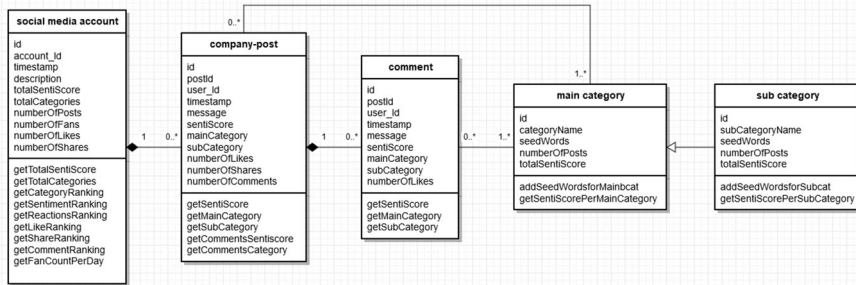 social media account
id
account_Id
timestamp
description
totalSentiScore
totalCategories
numberOfPosts
numberOfFans
numberOfLikes
numberOfShares
getTotalSentiScore
getTotalCategories
getCategoryRanking
getSentimentRanking
getReactionsRanking
getLikeRanking
getShareRanking
getCommentRanking
getFanCountPerDay
1
0..*
0..*
company-post
id
postId
user_Id
timestamp
message
sentiScore
mainCategory
subCategory
numberOfLikes
numberOfShares
numberOfComments
getSentiScore
getMainCategory
getSubCategory
getCommentsSentiscore
getCommentsCategory
1
0..*
comment
id
postId
user_Id
timestamp
message
sentiScore
mainCategory
subCategory
numberOfLikes
getSentiScore
getMainCategory
getSubCategory
0..*
1..*
1..*
main category
id
categoryName
seedWords
numberOfPosts
totalSentiScore
addSeedWordsforMainbcat
getSentiScorePerMainCategory
sub category
id
subCategoryName
seedWords
numberOfPosts
totalSentiScore
addSeedWordsforSubcat
getSentiScorePerSubCategory